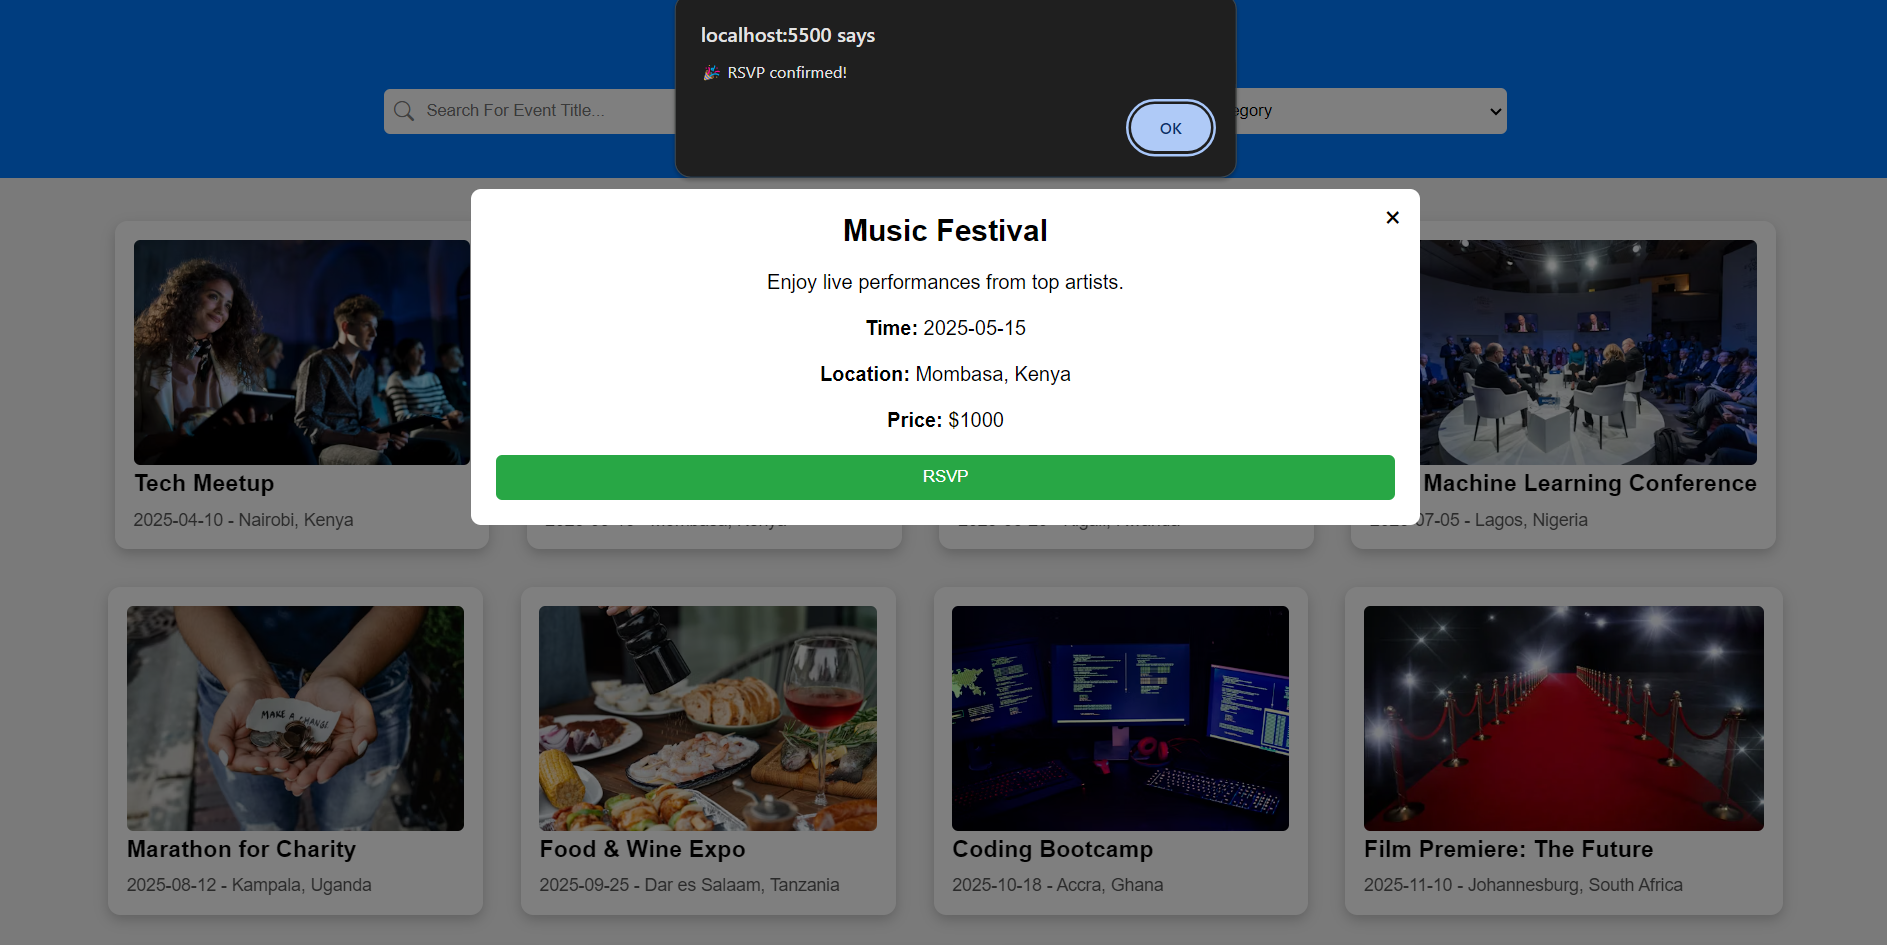 localhost:5500 says
🎉 RSVP confirmed!
OK
Search For Event Title...
egory
×
Music Festival
Enjoy live performances from top artists.
Time: 2025-05-15
Location: Mombasa, Kenya
Price: $1000
RSVP
Tech Meetup
2025-04-10 - Nairobi, Kenya
Machine Learning Conference
07-05 - Lagos, Nigeria
MAKE A CHANGE
Marathon for Charity
2025-08-12 - Kampala, Uganda
Food & Wine Expo
2025-09-25 - Dar es Salaam, Tanzania
Coding Bootcamp
2025-10-18 - Accra, Ghana
Film Premiere: The Future
2025-11-10 - Johannesburg, South Africa